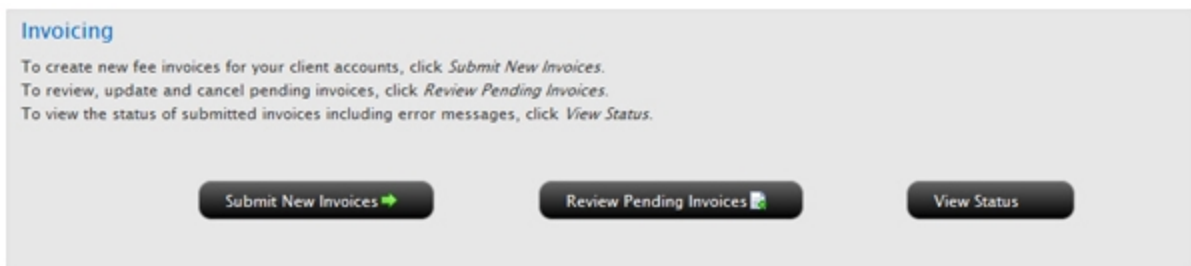 Invoicing
To create new fee invoices for your client accounts, click Submit New Invoices.
To review, update and cancel pending invoices, click Review Pending Invoices.
To view the status of submitted invoices including error messages, click View Status.
Submit New Invoices
Review Pending Invoices
View Status